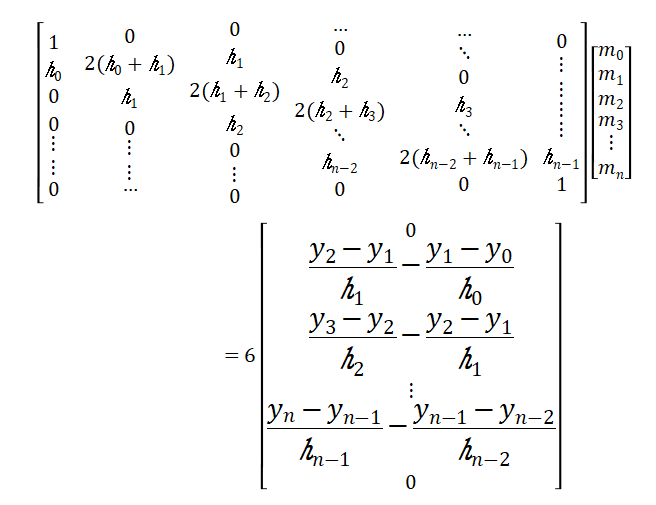 [1 0 0 ⋯ ⋯ 0] [m₀]
[ℎ₀ 2(ℎ₀ + ℎ₁) ℎ₁ 0 ⋱ ⋮] [m₁]
[0 ℎ₁ 2(ℎ₁ + ℎ₂) ℎ₂ 0 ⋮] [m₂]
[0 0 ℎ₂ 2(ℎ₂ + ℎ₃) ℎ₃ ⋮] [m₃]
[⋮ ⋮ 0 ⋱ ⋱ ⋮] [⋮]
[⋮ ⋮ ⋮ ℎₙ₋₂ 2(ℎₙ₋₂ + ℎₙ₋₁) ℎₙ₋₁]
[0 ⋯ 0 0 0 1] [mₙ]
0
(y₂ − y₁)/ℎ₁ − (y₁ − y₀)/ℎ₀
= 6 (y₃ − y₂)/ℎ₂ − (y₂ − y₁)/ℎ₁
⋮
(yₙ − yₙ₋₁)/ℎₙ₋₁ − (yₙ₋₁ − yₙ₋₂)/ℎₙ₋₂
0